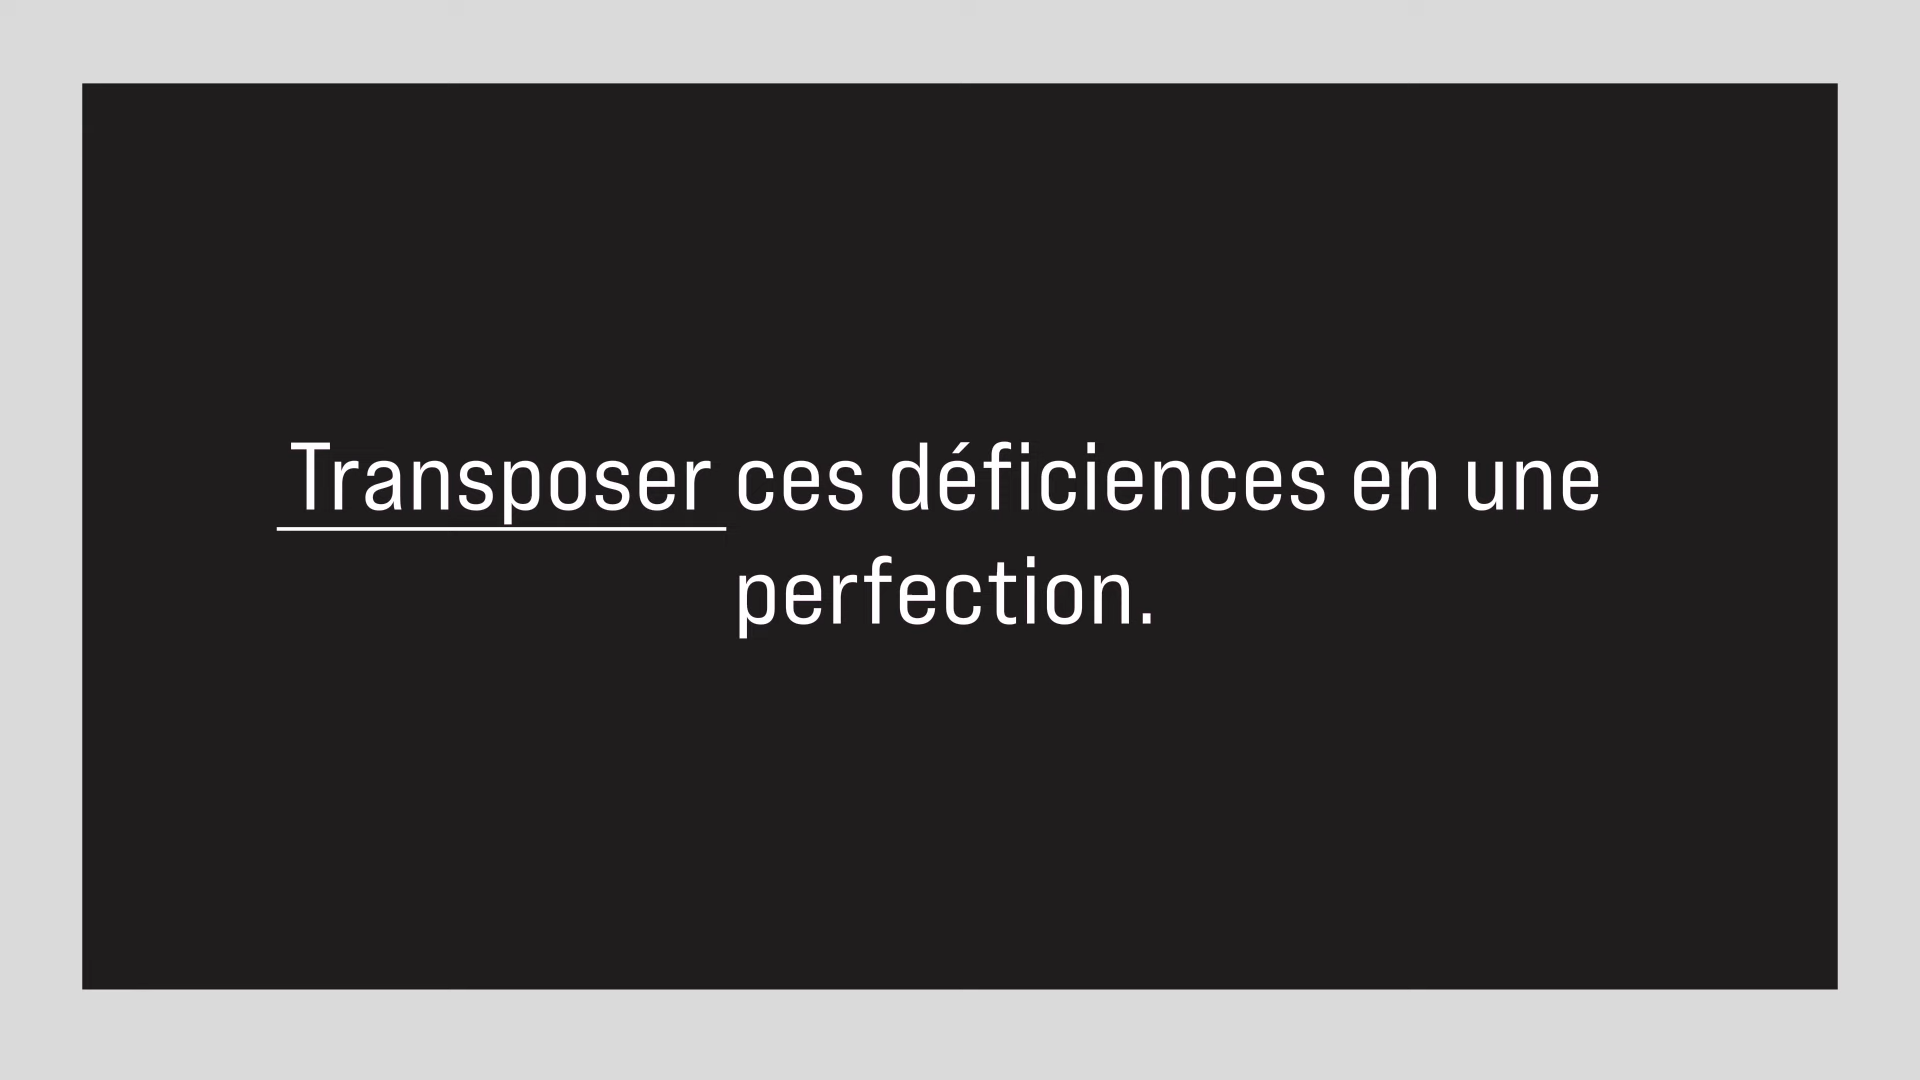 Transposer ces déficiences en une
perfection.